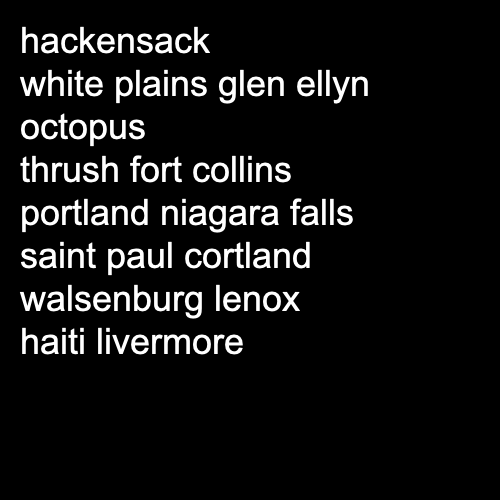 hackensack
white plains glen ellyn
octopus
thrush fort collins
portland niagara falls
saint paul cortland
walsenburg lenox
haiti livermore